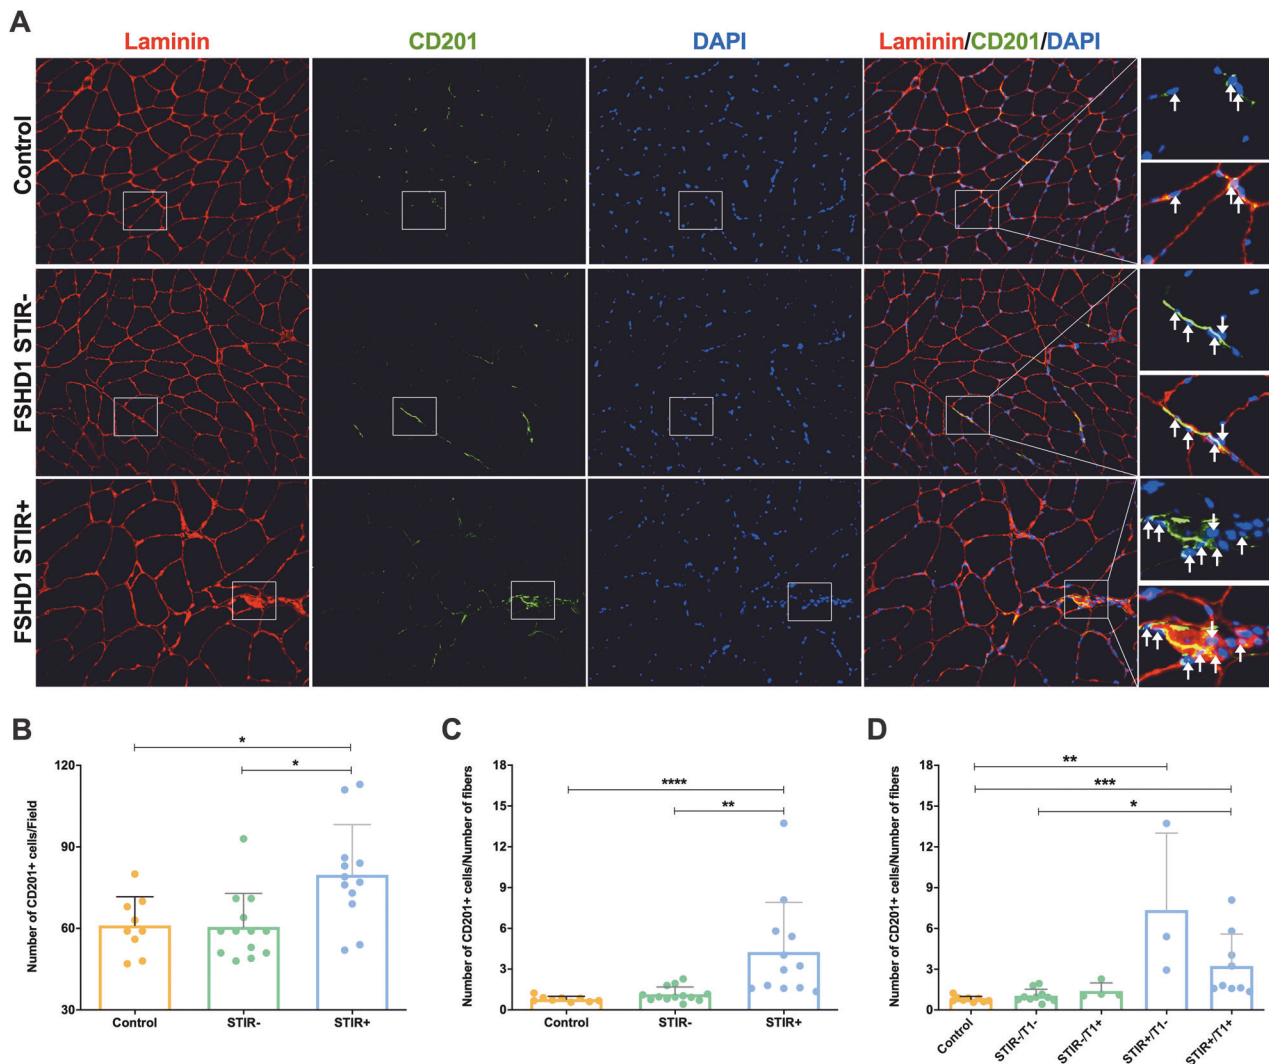 A
Laminin CD201 DAPI Laminin/CD201/DAPI
Control
FSHD1 STIR-
FSHD1 STIR+
B
Number of CD201+ cells/Field
120
90
60
30
*
*
Control STIR- STIR+
C
Number of CD201+ cells/Number of fibers
18
15
12
9
6
3
0
****
**
Control STIR- STIR+
D
Number of CD201+ cells/Number of fibers
18
15
12
9
6
3
0
**
***
*
Control STIR-/T1- STIR-/T1+ STIR+/T1- STIR+/T1+